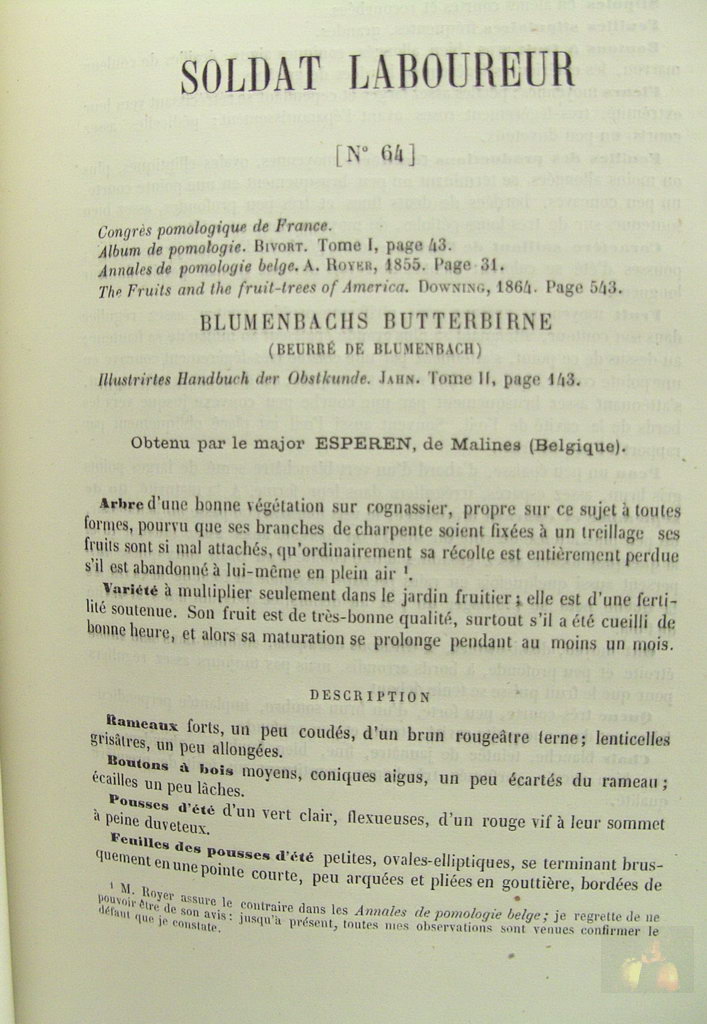 SOLDAT LABOUREUR
[N° 64]
Congrès pomologique de France.
Album de pomologie. BIVORT. Tome I, page 43.
Annales de pomologie belge. A. ROYER, 1855. Page 31.
The Fruits and the fruit-trees of America. DOWNING, 1864. Page 543.
BLUMENBACHS BUTTERBIRNE
(BEURRÉ DE BLUMENBACH)
Illustrirtes Handbuch der Obstkunde. JAHN. Tome II, page 143.
Obtenu par le major ESPEREN, de Malines (Belgique).
Arbre d'une bonne végétation sur cognassier, propre sur ce sujet à toutes
formes, pourvu que ses branches de charpente soient fixées à un treillage ses
fruits sont si mal attachés, qu'ordinairement sa récolte est entièrement perdue
s'il est abandonné à lui-même en plein air ¹.
Variété à multiplier seulement dans le jardin fruitier; elle est d'une ferti-
lité soutenue. Son fruit est de très-bonne qualité, surtout s'il a été cueilli de
bonne heure, et alors sa maturation se prolonge pendant au moins un mois.
DESCRIPTION
Rameaux forts, un peu coudés, d'un brun rougeâtre terne; lenticelles
grisâtres, un peu allongées.
Boutons à bois moyens, coniques aigus, un peu écartés du rameau;
écailles un peu lâches.
Pousses d'été d'un vert clair, flexueuses, d'un rouge vif à leur sommet
à peine duveteux.
Feuilles des pousses d'été petites, ovales-elliptiques, se terminant brus-
quement en une pointe courte, peu arquées et pliées en gouttière, bordées de
¹ M. Royer assure le contraire dans les Annales de pomologie belge; je regrette de ne
pouvoir être de son avis: jusqu'à présent, toutes mes observations sont venues confirmer le
défaut que je constate.